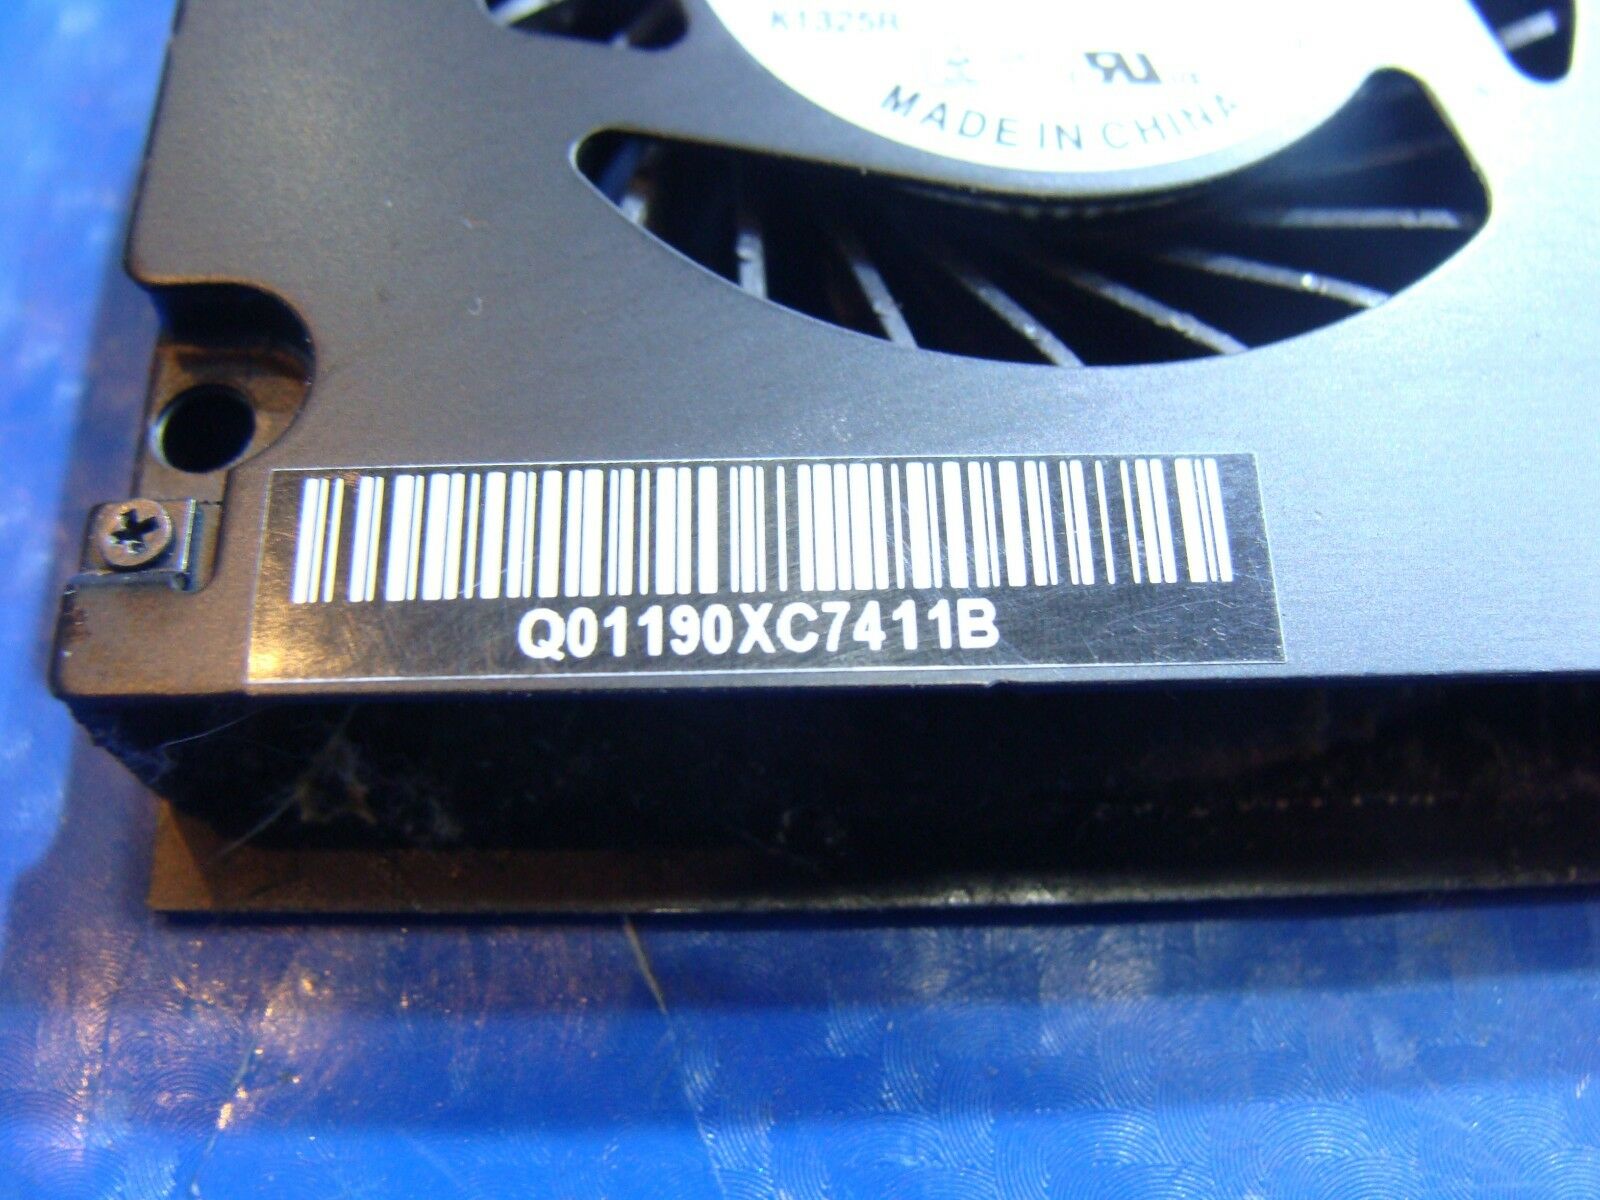 K1325R
MADE IN CHINA
Q01190XC7411B